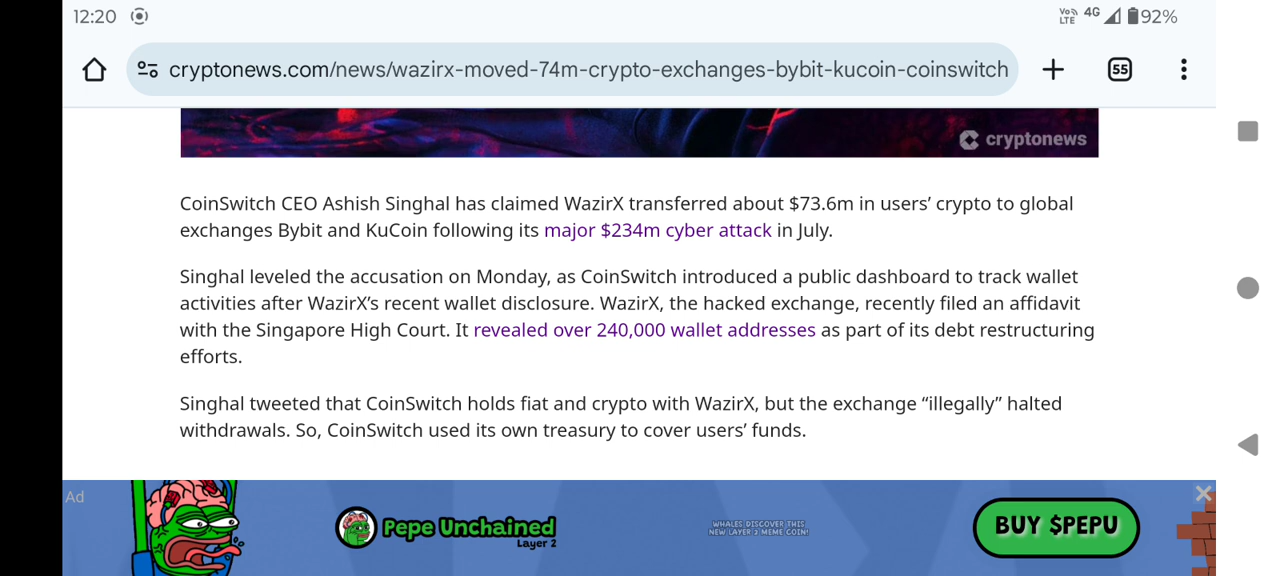 12:20
Vo))
LTE
4G
92%
cryptonews.com/news/wazirx-moved-74m-crypto-exchanges-bybit-kucoin-coinswitch
55
cryptonews
CoinSwitch CEO Ashish Singhal has claimed WazirX transferred about $73.6m in users’ crypto to global
exchanges Bybit and KuCoin following its major $234m cyber attack in July.
Singhal leveled the accusation on Monday, as CoinSwitch introduced a public dashboard to track wallet
activities after WazirX’s recent wallet disclosure. WazirX, the hacked exchange, recently filed an affidavit
with the Singapore High Court. It revealed over 240,000 wallet addresses as part of its debt restructuring
efforts.
Singhal tweeted that CoinSwitch holds fiat and crypto with WazirX, but the exchange “illegally” halted
withdrawals. So, CoinSwitch used its own treasury to cover users’ funds.
Ad
Pepe Unchained
Layer 2
WHALES DISCOVER THIS
NEW LAYER 2 MEME COIN!
BUY $PEPU